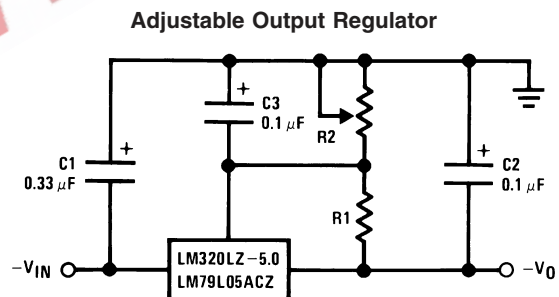 Adjustable Output Regulator
+
C3
0.1 μF
R2
+
C1
0.33 μF
+
C2
0.1 μF
R1
-VIN
LM320LZ-5.0
LM79L05ACZ
-VO